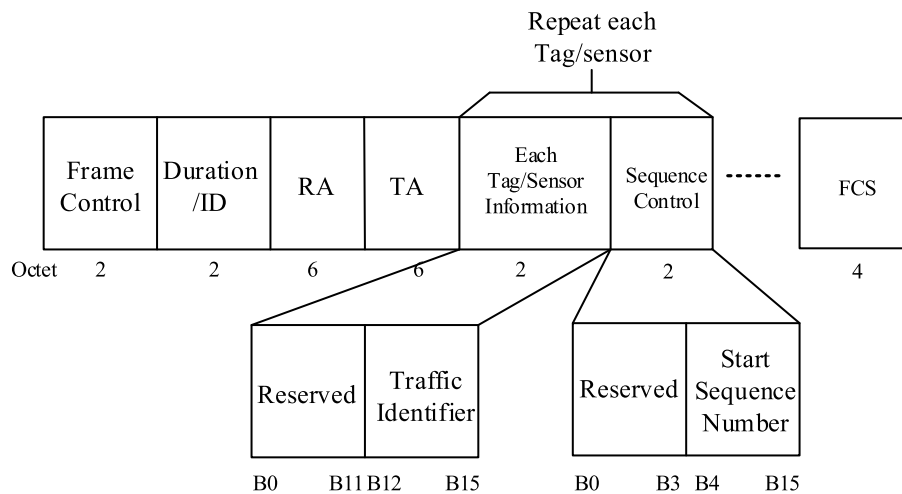 Repeat each
Tag/sensor
Frame
Control
Duration
/ID
RA
TA
Each
Tag/Sensor
Information
Sequence
Control
FCS
Octet
2
2
6
6
2
2
4
Reserved
Traffic
Identifier
Reserved
Start
Sequence
Number
B0
B11
B12
B15
B0
B3
B4
B15